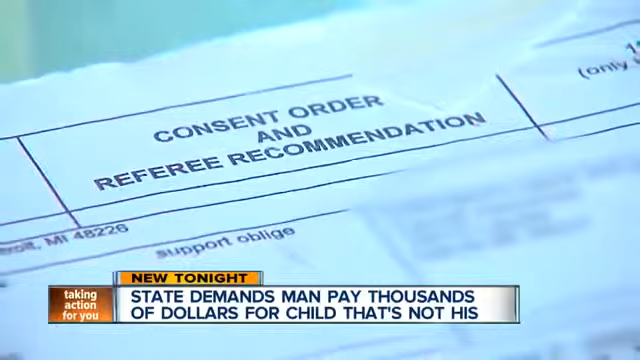 CONSENT ORDER
(only
AND
REFEREE RECOMMENDATION
MI 48226
support oblige
NEW TONIGHT
taking
action
for you
STATE DEMANDS MAN PAY THOUSANDS
OF DOLLARS FOR CHILD THAT'S NOT HIS